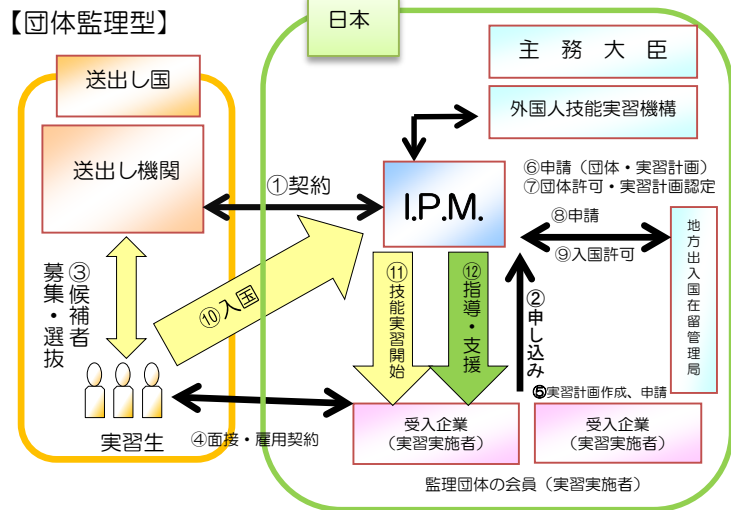 【団体監理型】
日本
送出し国
主務大臣
外国人技能実習機構
送出し機関
①契約
I.P.M.
⑥申請（団体・実習計画）
⑦団体許可・実習計画認定
⑧申請
⑨入国許可
地方出入国在留管理局
③候補者
募集・選抜
⑩入国
⑪技能実習開始
⑫指導・支援
②申し込み
⑤実習計画作成、申請
実習生
④面接・雇用契約
受入企業
（実習実施者）
受入企業
（実習実施者）
監理団体の会員（実習実施者）